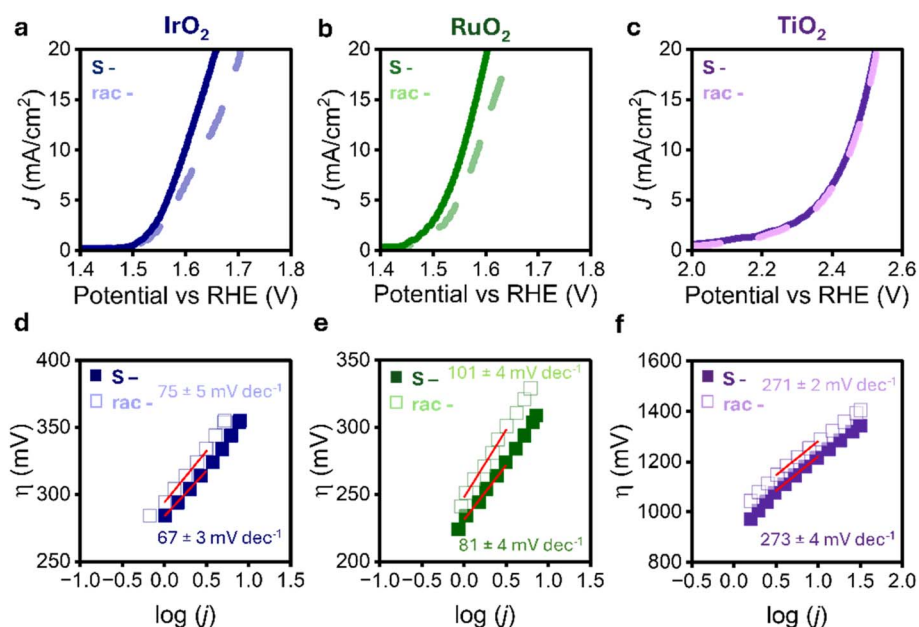 a
IrO₂
b
RuO₂
c
TiO₂
J (mA/cm²)
20
15
10
5
0
S -
rac -
1.4 1.5 1.6 1.7 1.8
Potential vs RHE (V)
J (mA/cm²)
20
15
10
5
0
S -
rac -
1.4 1.5 1.6 1.7 1.8
Potential vs RHE (V)
J (mA/cm²)
20
15
10
5
0
S -
rac -
2.0 2.2 2.4 2.6
Potential vs RHE (V)
d
η (mV)
400
350
300
250
S –
rac -
75 ± 5 mV dec⁻¹
67 ± 3 mV dec⁻¹
−1.0 −0.5 0.0 0.5 1.0 1.5
log (j)
e
η (mV)
350
300
250
200
S –
rac -
101 ± 4 mV dec⁻¹
81 ± 4 mV dec⁻¹
−1.0 −0.5 0.0 0.5 1.0 1.5
log (j)
f
η (mV)
1600
1400
1200
1000
800
S -
rac -
271 ± 2 mV dec⁻¹
273 ± 4 mV dec⁻¹
−0.5 0.0 0.5 1.0 1.5
log (j)